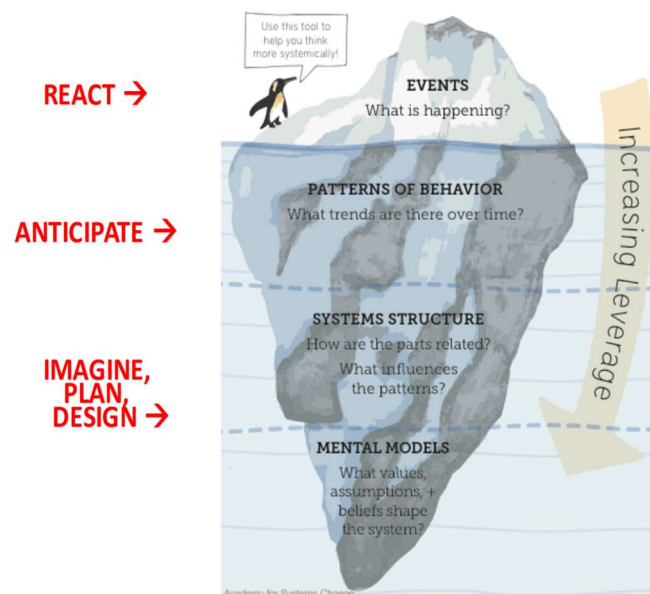 Use this tool to
help you think
more systemically!
REACT →
EVENTS
What is happening?
PATTERNS OF BEHAVIOR
What trends are there over time?
ANTICIPATE →
SYSTEMS STRUCTURE
How are the parts related?
What influences
the patterns?
IMAGINE,
PLAN,
DESIGN →
MENTAL MODELS
What values,
assumptions, +
beliefs shape
the system?
Increasing Leverage
Academy for Systems Change